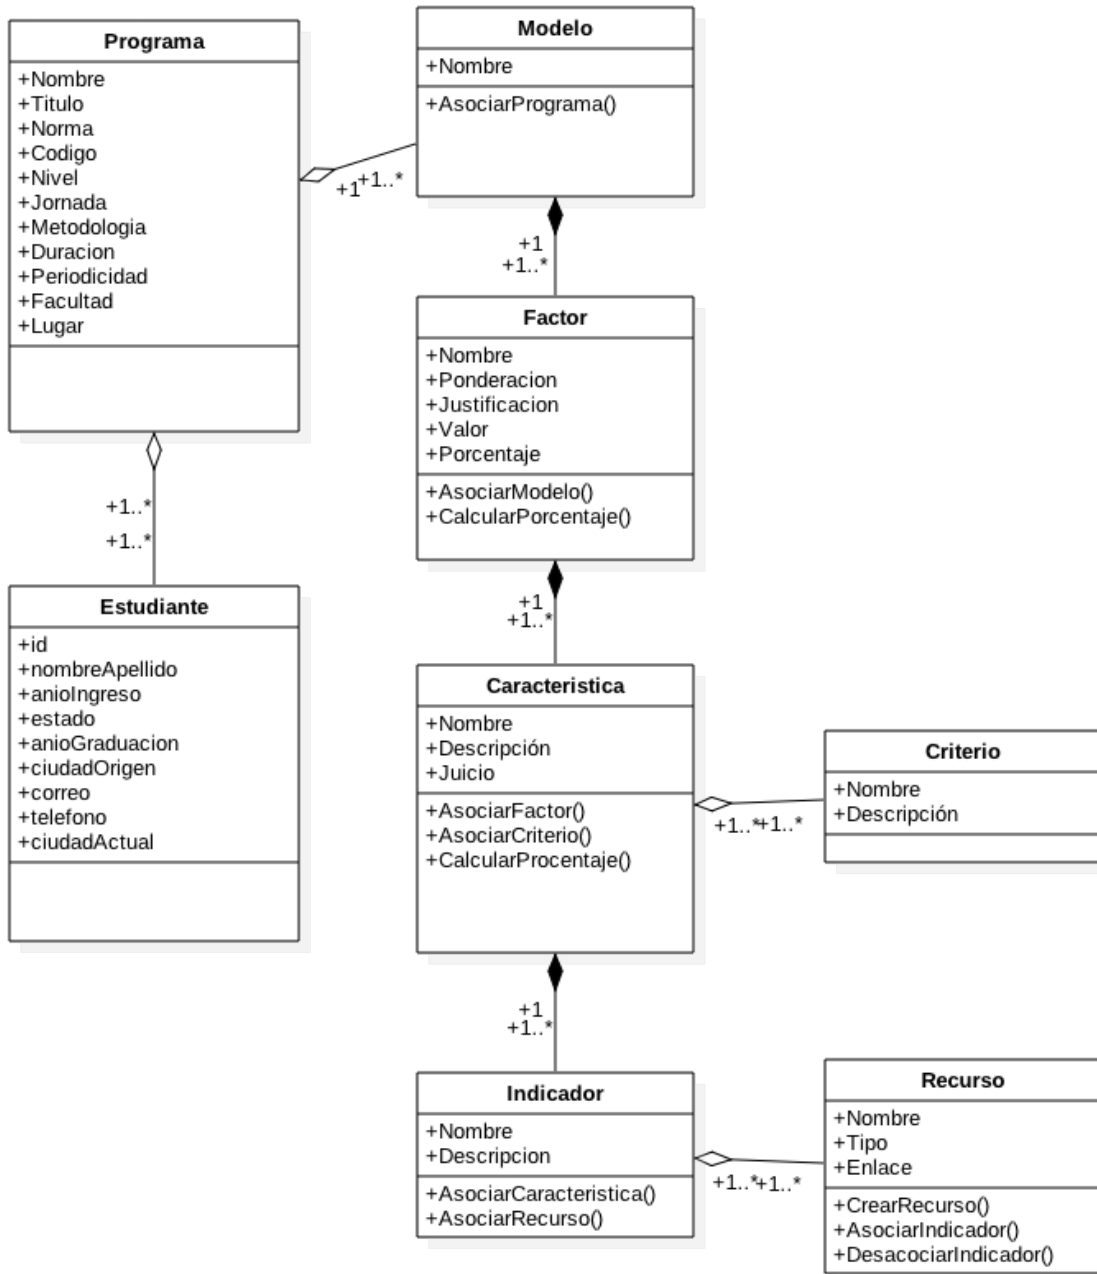 Programa
+Nombre
+Titulo
+Norma
+Codigo
+Nivel
+Jornada
+Metodologia
+Duracion
+Periodicidad
+Facultad
+Lugar
+1
+1..*
Modelo
+Nombre
+AsociarPrograma()
+1
+1..*
+1..*
+1..*
Estudiante
+id
+nombreApellido
+anioIngreso
+estado
+anioGraduacion
+ciudadOrigen
+correo
+telefono
+ciudadActual
Factor
+Nombre
+Ponderacion
+Justificacion
+Valor
+Porcentaje
+AsociarModelo()
+CalcularPorcentaje()
+1
+1..*
Caracteristica
+Nombre
+Descripción
+Juicio
+AsociarFactor()
+AsociarCriterio()
+CalcularProcentaje()
+1..*
+1..*
Criterio
+Nombre
+Descripción
+1
+1..*
Indicador
+Nombre
+Descripcion
+AsociarCaracteristica()
+AsociarRecurso()
+1..*
+1..*
Recurso
+Nombre
+Tipo
+Enlace
+CrearRecurso()
+AsociarIndicador()
+DesacociarIndicador()